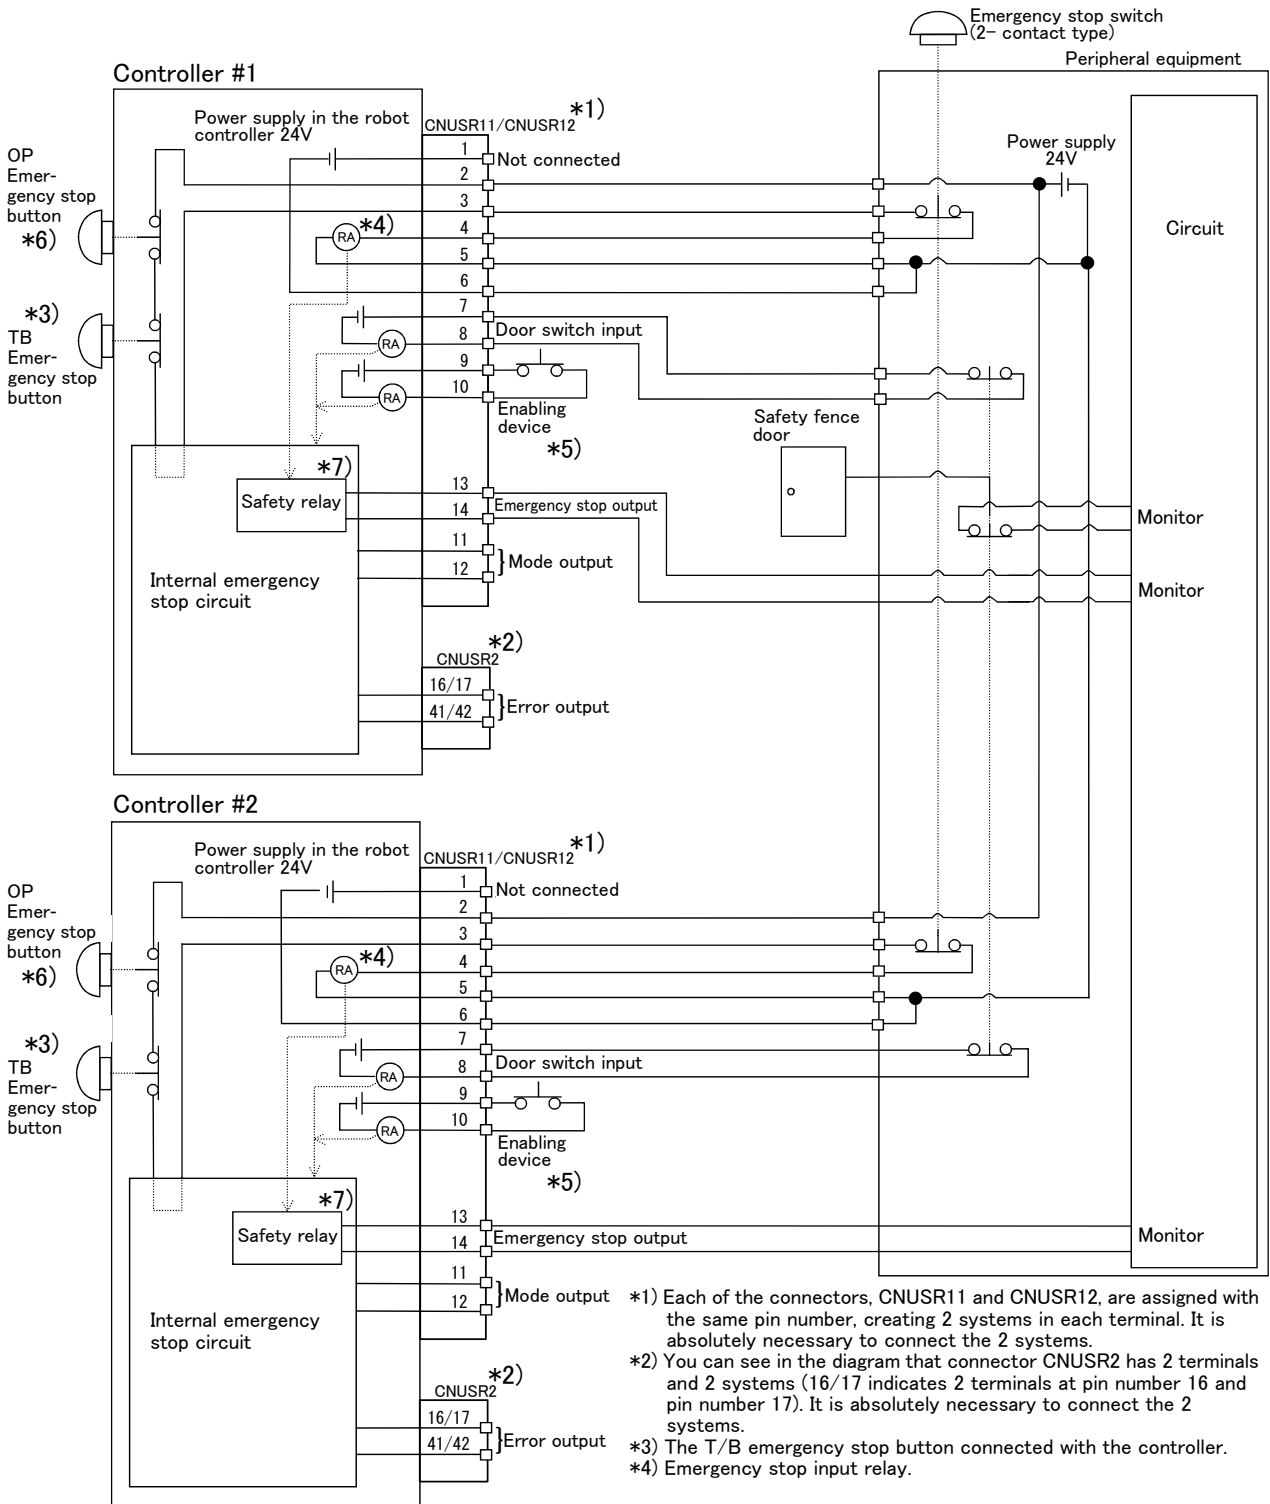 Emergency stop switch
(2- contact type)
Peripheral equipment
Controller #1
*1)
Power supply in the robot
controller 24V
CNUSR11/CNUSR12
OP
Emer-
gency stop
button
*6)
1
Not connected
Power supply
24V
2
3
RA
*4)
4
Circuit
5
6
*3)
TB
Emer-
gency stop
button
7
Door switch input
RA
8
9
RA
10
Enabling
device
*5)
Safety fence
door
*7)
Safety relay
13
14
Emergency stop output
Monitor
11
12
Mode output
Internal emergency
stop circuit
Monitor
*2)
CNUSR2
16/17
41/42
Error output
Controller #2
*1)
Power supply in the robot
controller 24V
CNUSR11/CNUSR12
OP
Emer-
gency stop
button
*6)
1
Not connected
2
3
RA
*4)
4
5
6
*3)
TB
Emer-
gency stop
button
7
Door switch input
RA
8
9
RA
10
Enabling
device
*5)
*7)
Safety relay
13
14
Emergency stop output
Monitor
11
12
Mode output
Internal emergency
stop circuit
*2)
CNUSR2
16/17
41/42
Error output
*1) Each of the connectors, CNUSR11 and CNUSR12, are assigned with
the same pin number, creating 2 systems in each terminal. It is
absolutely necessary to connect the 2 systems.
*2) You can see in the diagram that connector CNUSR2 has 2 terminals
and 2 systems (16/17 indicates 2 terminals at pin number 16 and
pin number 17). It is absolutely necessary to connect the 2
systems.
*3) The T/B emergency stop button connected with the controller.
*4) Emergency stop input relay.